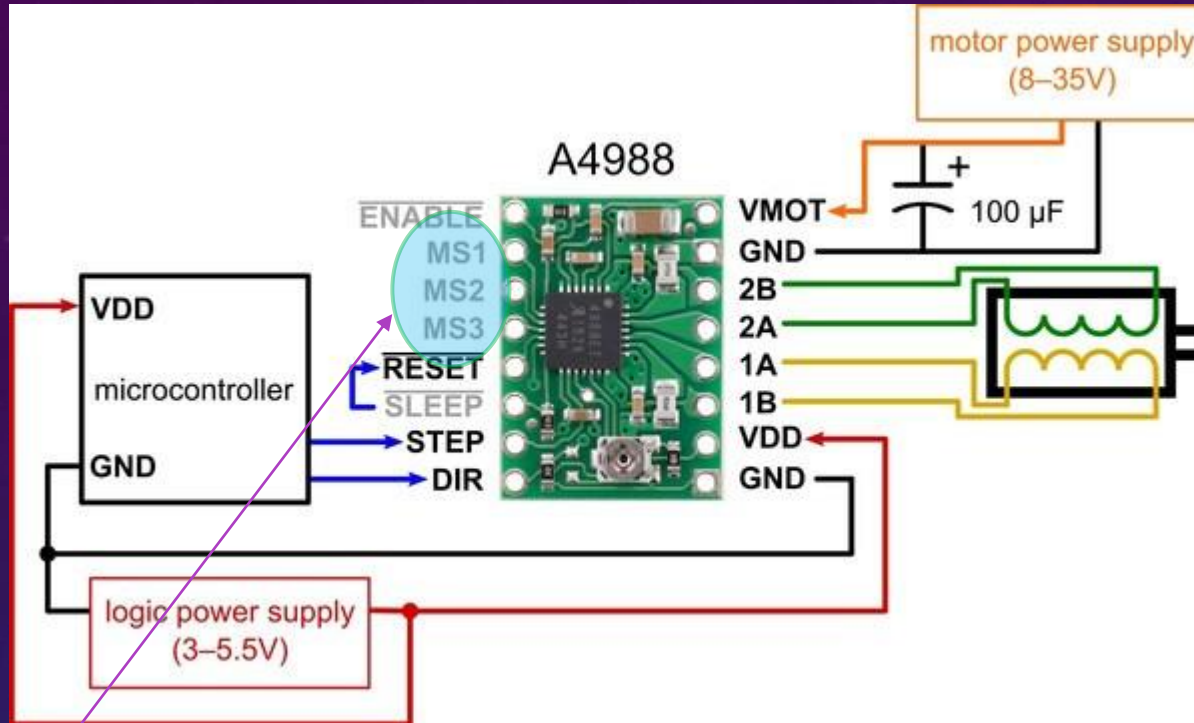 motor power supply
(8–35V)
A4988
ENABLE
MS1
MS2
MS3
RESET
SLEEP
STEP
DIR
VMOT
GND
2B
2A
1A
1B
VDD
GND
+
100 µF
VDD
microcontroller
GND
logic power supply
(3–5.5V)